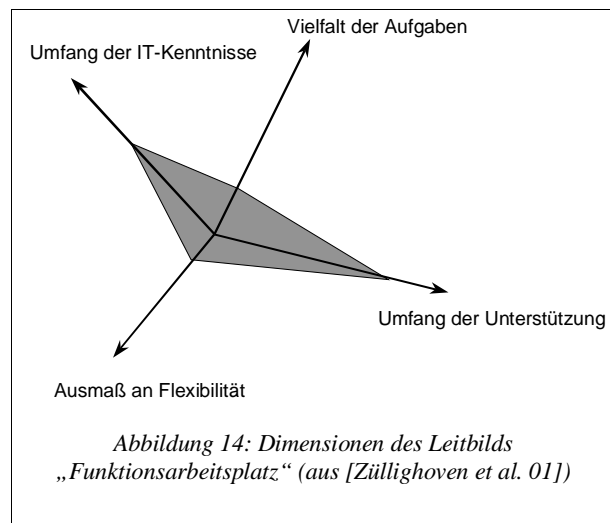 Vielfalt der Aufgaben
Umfang der IT-Kenntnisse
Umfang der Unterstützung
Ausmaß an Flexibilität
Abbildung 14: Dimensionen des Leitbilds
„Funktionsarbeitsplatz“ (aus [Züllighoven et al. 01])